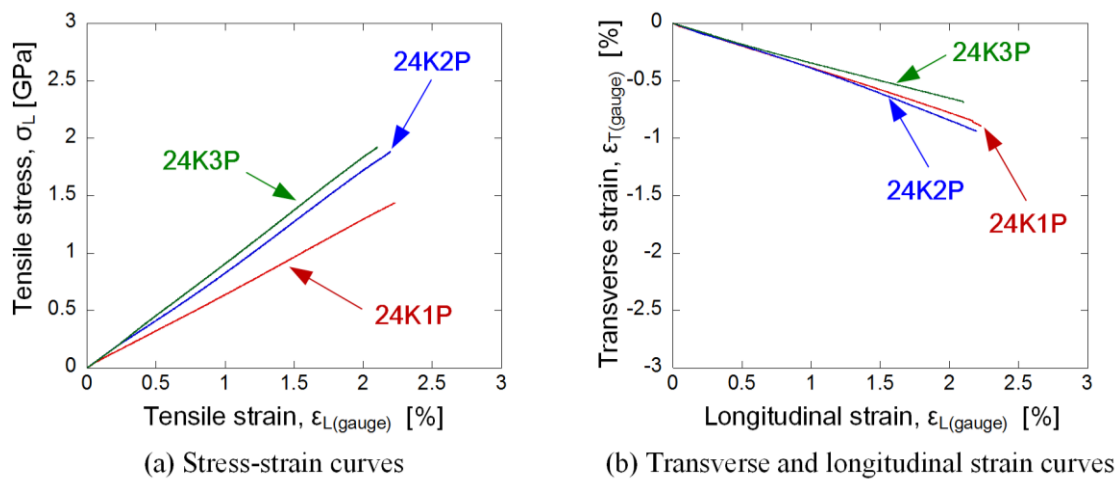 3
2.5
2
1.5
1
0.5
0
0
0.5
1
1.5
2
2.5
3
Tensile stress, σL [GPa]
Tensile strain, εL(gauge) [%]
24K2P
24K3P
24K1P
(a) Stress-strain curves
0
-0.5
-1
-1.5
-2
-2.5
-3
0
0.5
1
1.5
2
2.5
3
Transverse strain, εT(gauge) [%]
Longitudinal strain, εL(gauge) [%]
24K3P
24K2P
24K1P
(b) Transverse and longitudinal strain curves